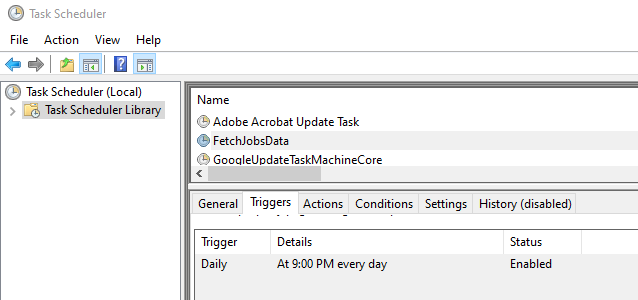 Task Scheduler
File Action View Help
Task Scheduler (Local)
Task Scheduler Library
Name
Adobe Acrobat Update Task
FetchJobsData
GoogleUpdateTaskMachineCore
General Triggers Actions Conditions Settings History (disabled)
Trigger Details Status
Daily At 9:00 PM every day Enabled